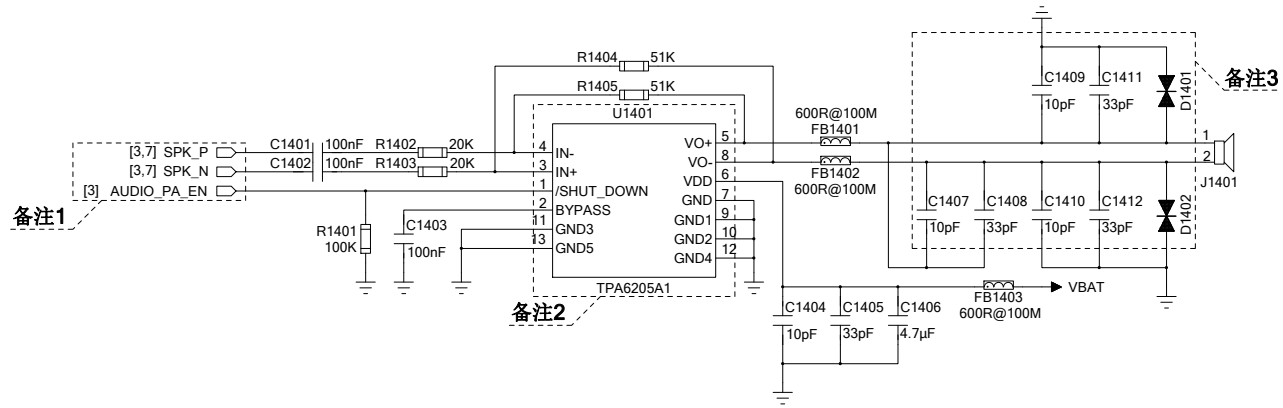 R1404 51K
R1405 51K
U1401
C1409
10pF
C1411
33pF
D1401
备注3
600R@100M
FB1401
C1401 100nF R1402 20K
C1402 100nF R1403 20K
[3,7] SPK_P
[3,7] SPK_N
[3] AUDIO_PA_EN
备注1
4 IN-
3 IN+
1 /SHUT_DOWN
2 BYPASS
11 GND3
13 GND5
VO+ 5
VO- 8
VDD 6
GND 7
GND1 9
GND2 10
GND4 12
TPA6205A1
备注2
FB1402
600R@100M
1
2
J1401
R1401
100K
C1403
100nF
C1407
10pF
C1408
33pF
C1410
10pF
C1412
33pF
D1402
C1404
10pF
C1405
33pF
C1406
4.7μF
FB1403
600R@100M
VBAT